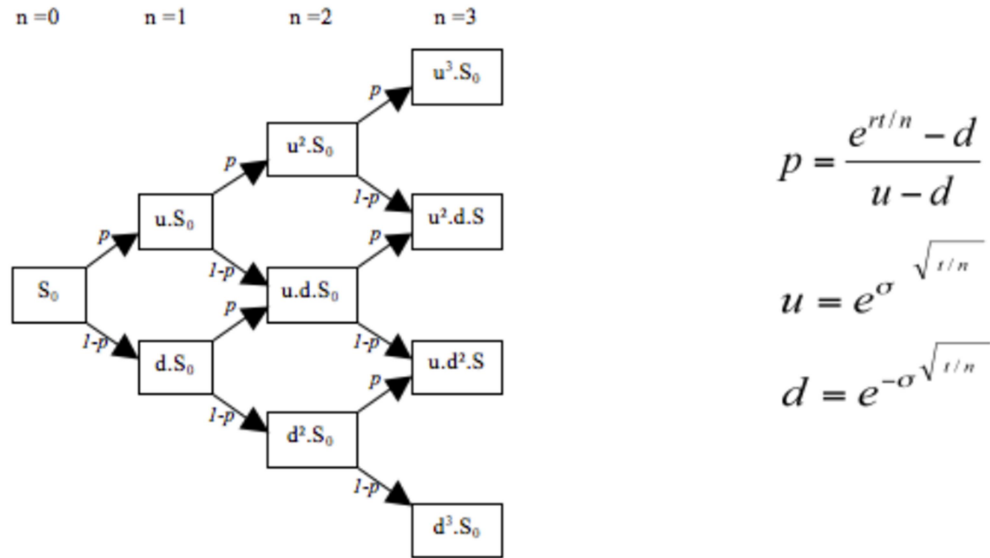 n =0 n =1 n =2 n =3
u³.S₀
p
u².S₀
p 1-p
u.S₀ u².d.S
p 1-p p
S₀ u.d.S₀
1-p p 1-p
d.S₀ u.d².S
1-p p
d².S₀
1-p
d³.S₀
p = (e^{rt/n} - d) / (u - d)
u = e^{σ √(t/n)}
d = e^{-σ √(t/n)}